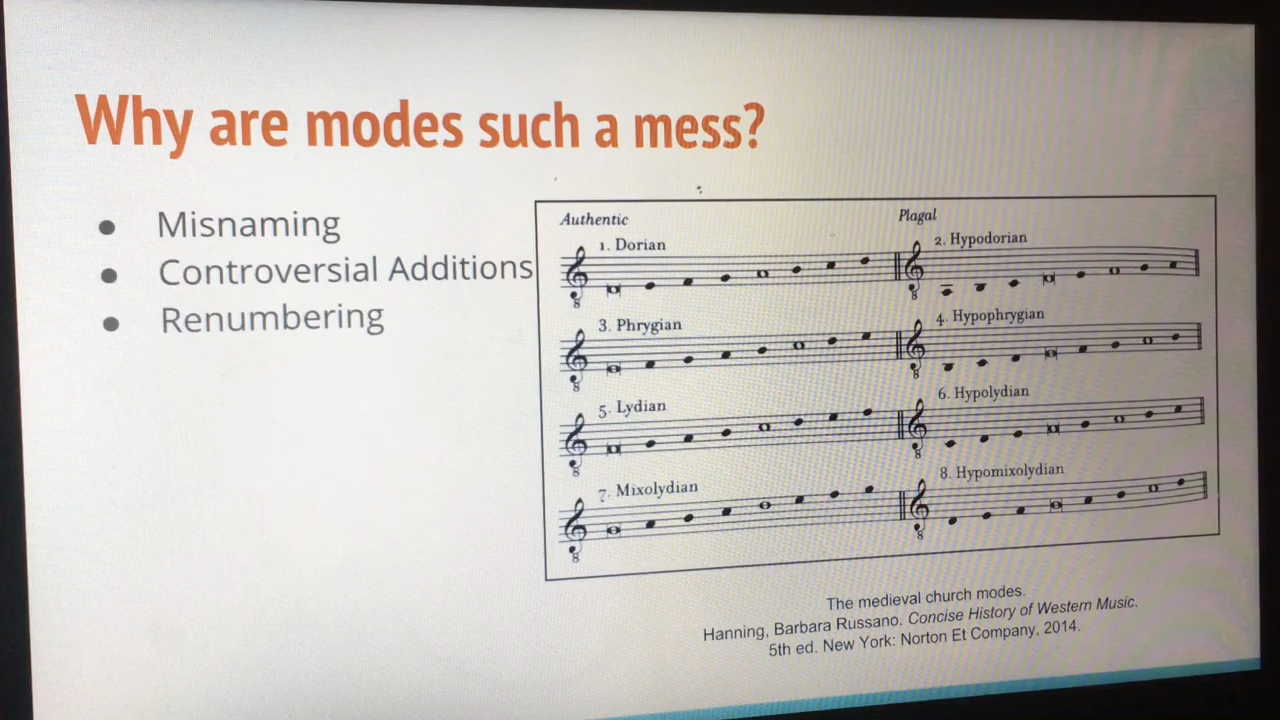 Why are modes such a mess?
● Misnaming
● Controversial Additions
● Renumbering
Authentic Plagal
1. Dorian 2. Hypodorian
3. Phrygian 4. Hypophrygian
5. Lydian 6. Hypolydian
7. Mixolydian 8. Hypomixolydian
The medieval church modes.
Hanning, Barbara Russano. Concise History of Western Music.
5th ed. New York: Norton Et Company, 2014.